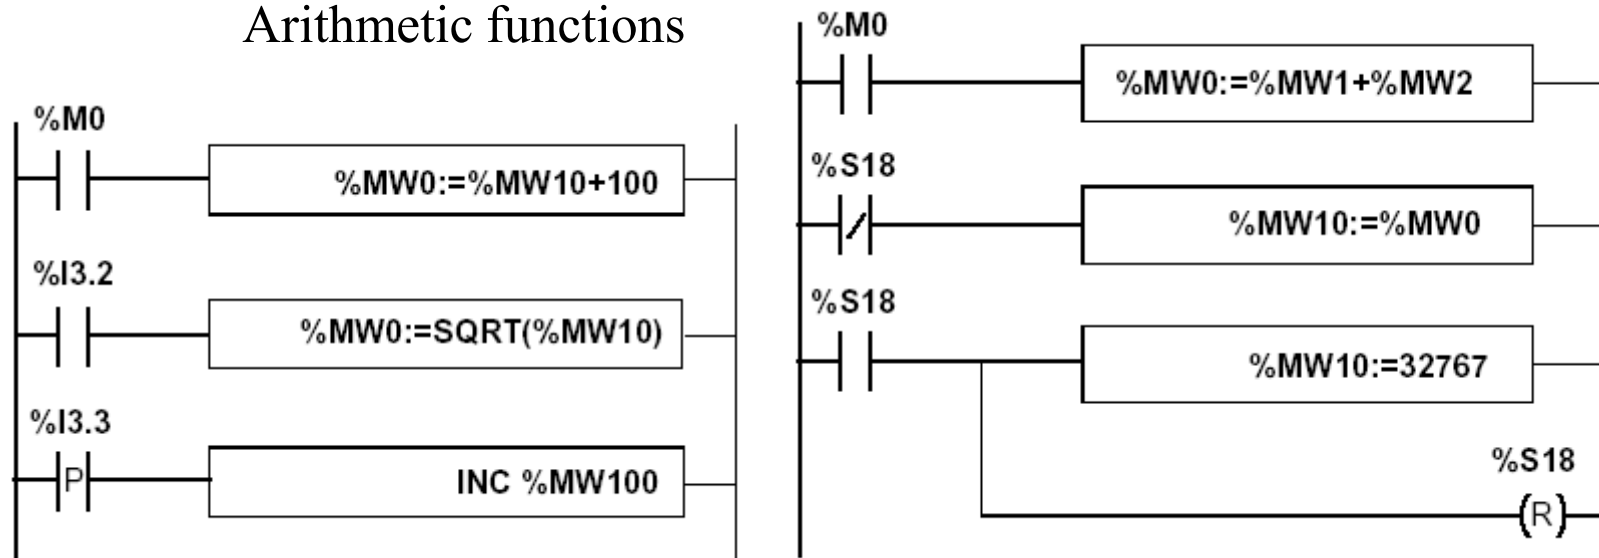 Arithmetic functions
%M0
%MW0:=%MW10+100
%I3.2
%MW0:=SQRT(%MW10)
%I3.3
P
INC %MW100
%M0
%MW0:=%MW1+%MW2
%S18
%MW10:=%MW0
%S18
%MW10:=32767
%S18
(R)